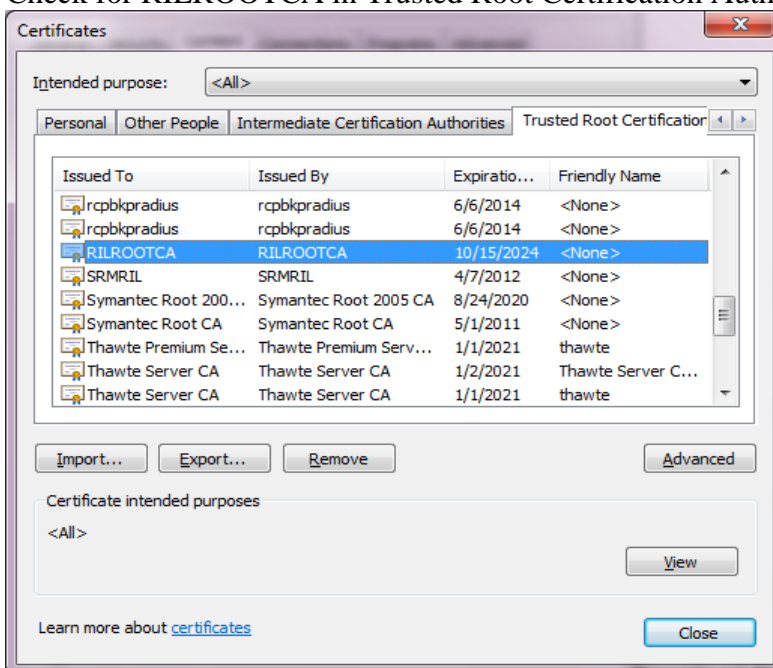 Check for RILROOTCA in Trusted Root Certification Auth
Certificates
Intended purpose: <All>
Personal Other People Intermediate Certification Authorities Trusted Root Certification
Issued To Issued By Expiratio... Friendly Name
rcpbkpradius rcpbkpradius 6/6/2014 <None>
rcpbkpradius rcpbkpradius 6/6/2014 <None>
RILROOTCA RILROOTCA 10/15/2024 <None>
SRMRIL SRMRIL 4/7/2012 <None>
Symantec Root 200... Symantec Root 2005 CA 8/24/2020 <None>
Symantec Root CA Symantec Root CA 5/1/2011 <None>
Thawte Premium Se... Thawte Premium Serv... 1/1/2021 thawte
Thawte Server CA Thawte Server CA 1/2/2021 Thawte Server C...
Thawte Server CA Thawte Server CA 1/1/2021 thawte
Import... Export... Remove Advanced
Certificate intended purposes
<All>
View
Learn more about certificates
Close